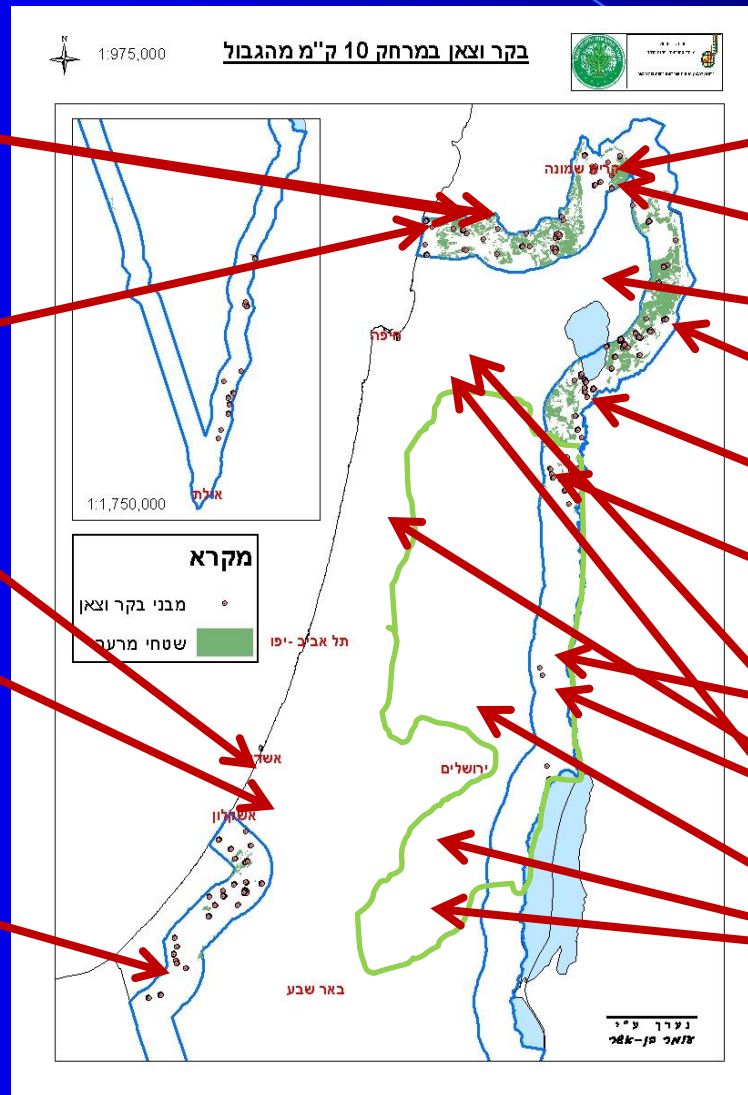 N
1:975,000
בקר וצאן במרחק 10 ק"מ מהגבול
קרית שמונה
חיפה
אילת
1:1,750,000
מקרא
מבני בקר וצאן
שטחי מרעה
תל אביב -יפו
אשדוד
ירושלים
אשקלון
באר שבע
נערך ע"י
עומר בן-אשר